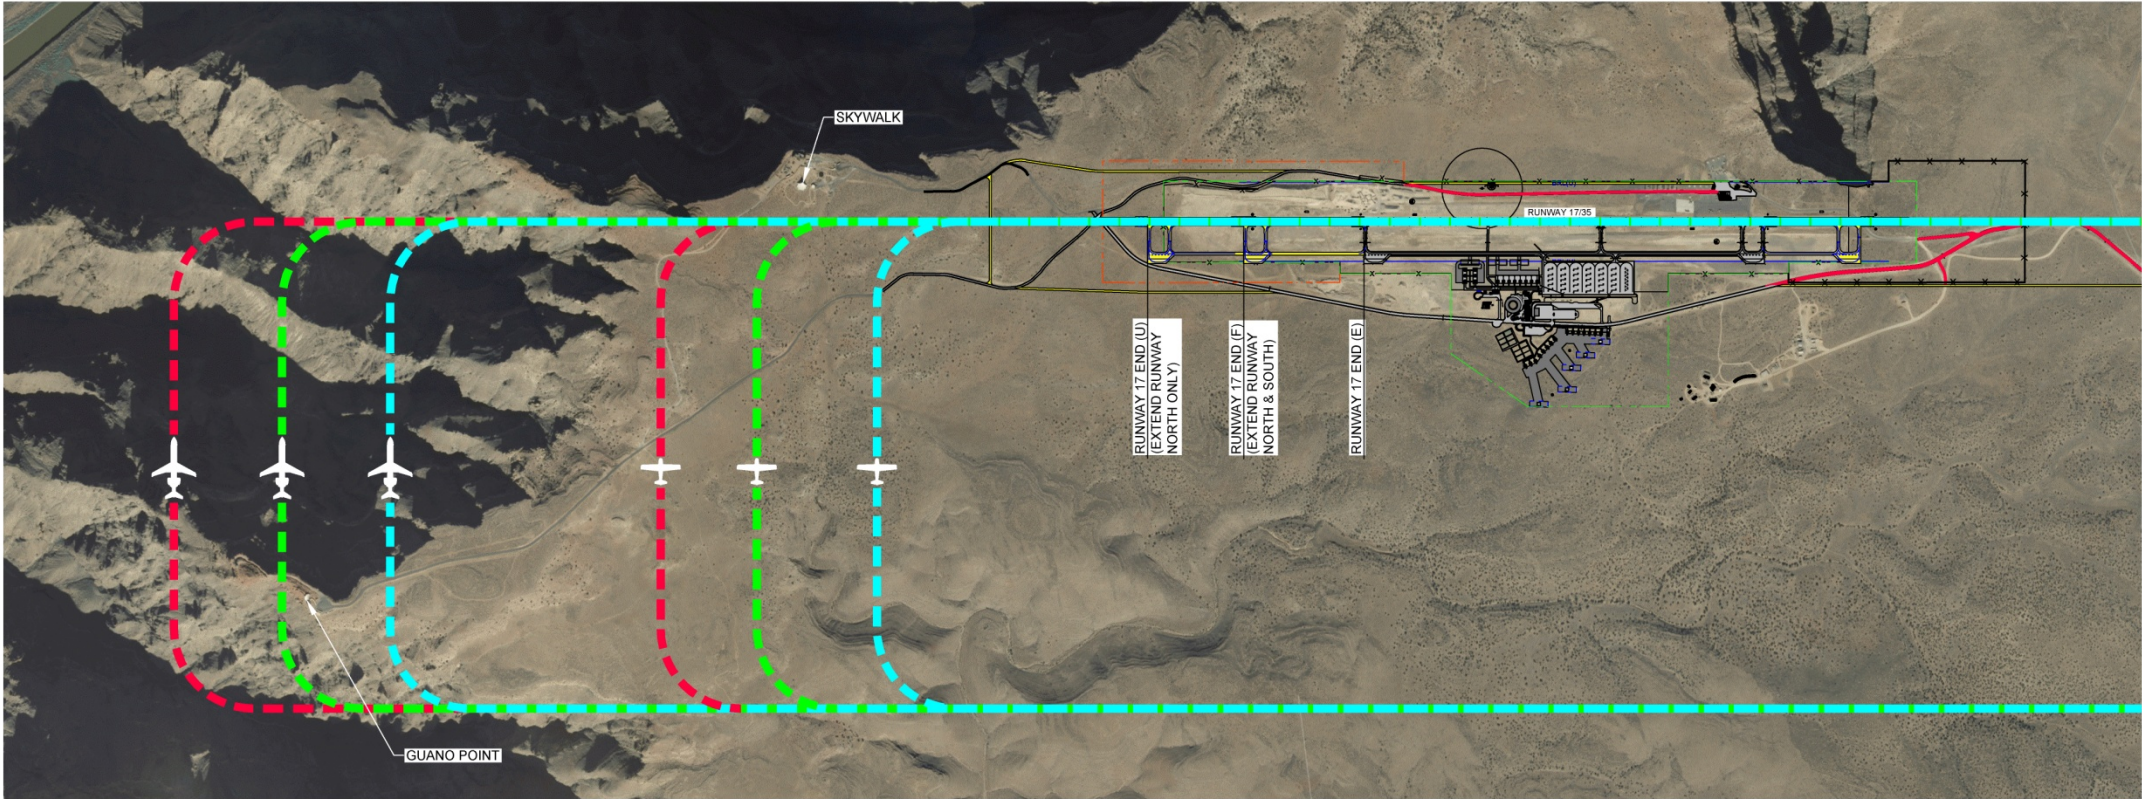 SKYWALK
RUNWAY 17/35
RUNWAY 17 END (U)
(EXTEND RUNWAY
NORTH ONLY)
RUNWAY 17 END (F)
(EXTEND RUNWAY
NORTH & SOUTH)
RUNWAY 17 END (E)
GUANO POINT